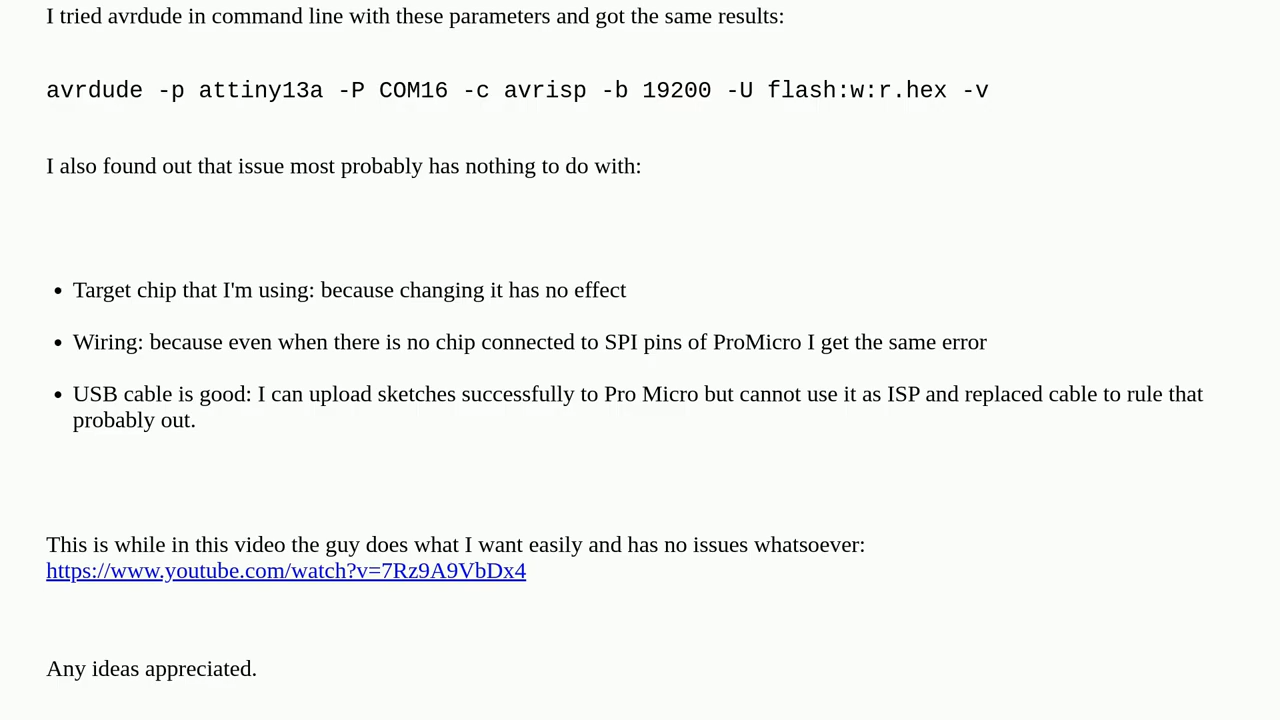 I tried avrdude in command line with these parameters and got the same results:
avrdude -p attiny13a -P COM16 -c avrisp -b 19200 -U flash:w:r.hex -v
I also found out that issue most probably has nothing to do with:
• Target chip that I'm using: because changing it has no effect
• Wiring: because even when there is no chip connected to SPI pins of ProMicro I get the same error
• USB cable is good: I can upload sketches successfully to Pro Micro but cannot use it as ISP and replaced cable to rule that
probably out.
This is while in this video the guy does what I want easily and has no issues whatsoever:
https://www.youtube.com/watch?v=7Rz9A9VbDx4
Any ideas appreciated.